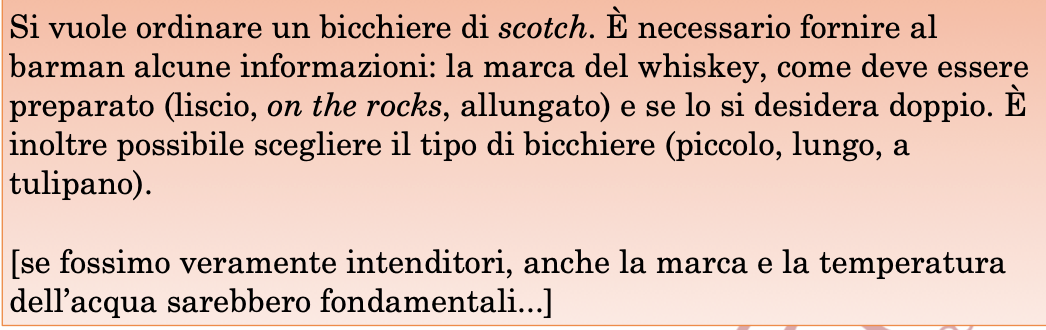 Si vuole ordinare un bicchiere di scotch. È necessario fornire al
barman alcune informazioni: la marca del whiskey, come deve essere
preparato (liscio, on the rocks, allungato) e se lo si desidera doppio. È
inoltre possibile scegliere il tipo di bicchiere (piccolo, lungo, a
tulipano).
[se fossimo veramente intenditori, anche la marca e la temperatura
dell'acqua sarebbero fondamentali...]